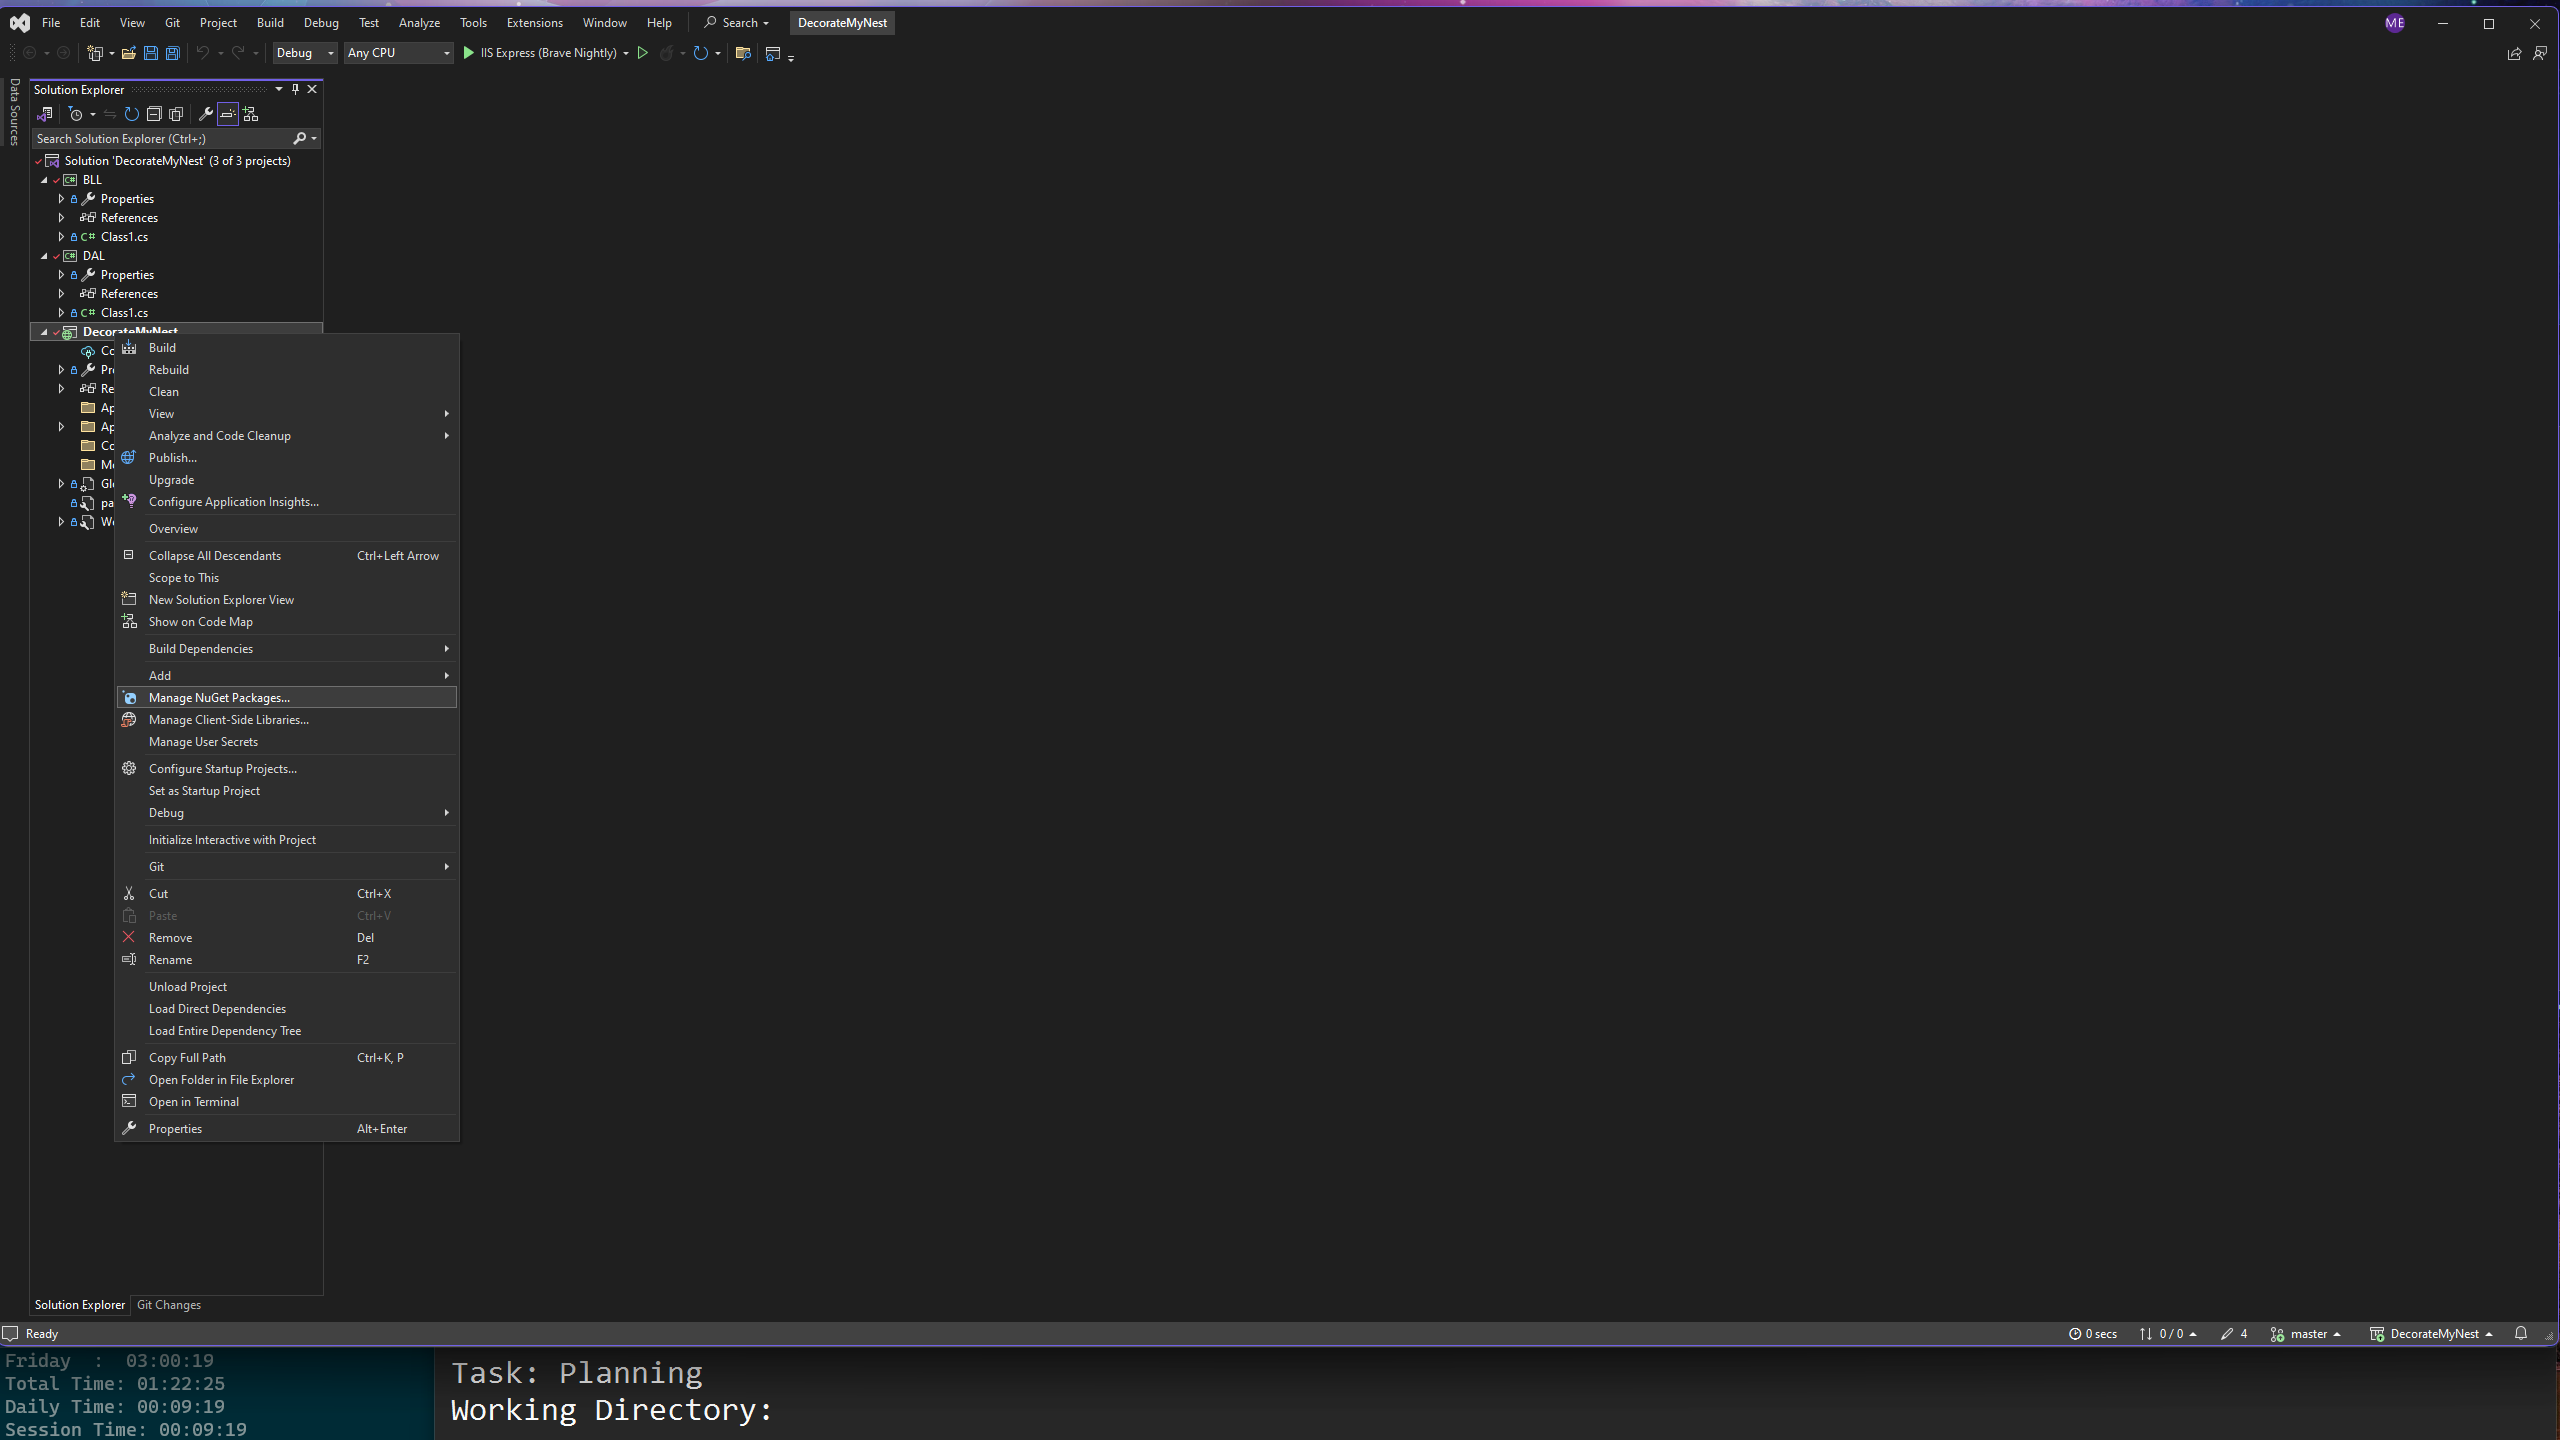 File Edit View Git Project Build Debug Test Analyze Tools Extensions Window Help Search DecorateMyNest ME
Debug Any CPU IIS Express (Brave Nightly)
Data Sources
Solution Explorer
Search Solution Explorer (Ctrl+;)
Solution 'DecorateMyNest' (3 of 3 projects)
BLL
Properties
References
C# Class1.cs
DAL
Properties
References
C# Class1.cs
DecorateMyNest
Co
Pr
Re
Ap
Ap
Co
Mo
Glo
pa
We
Build
Rebuild
Clean
View
Analyze and Code Cleanup
Publish...
Upgrade
Configure Application Insights...
Overview
Collapse All Descendants Ctrl+Left Arrow
Scope to This
New Solution Explorer View
Show on Code Map
Build Dependencies
Add
Manage NuGet Packages...
Manage Client-Side Libraries...
Manage User Secrets
Configure Startup Projects...
Set as Startup Project
Debug
Initialize Interactive with Project
Git
Cut Ctrl+X
Paste Ctrl+V
Remove Del
Rename F2
Unload Project
Load Direct Dependencies
Load Entire Dependency Tree
Copy Full Path Ctrl+K, P
Open Folder in File Explorer
Open in Terminal
Properties Alt+Enter
Solution Explorer Git Changes
Ready 0 secs 0 / 0 4 master DecorateMyNest
Friday : 03:00:19
Total Time: 01:22:25
Daily Time: 00:09:19
Session Time: 00:09:19
Task: Planning
Working Directory: